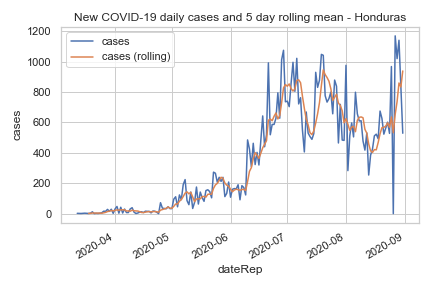 New COVID-19 daily cases and 5 day rolling mean - Honduras
cases
cases (rolling)
1200
1000
800
600
400
200
0
cases
2020-04
2020-05
2020-06
2020-07
2020-08
2020-09
dateRep